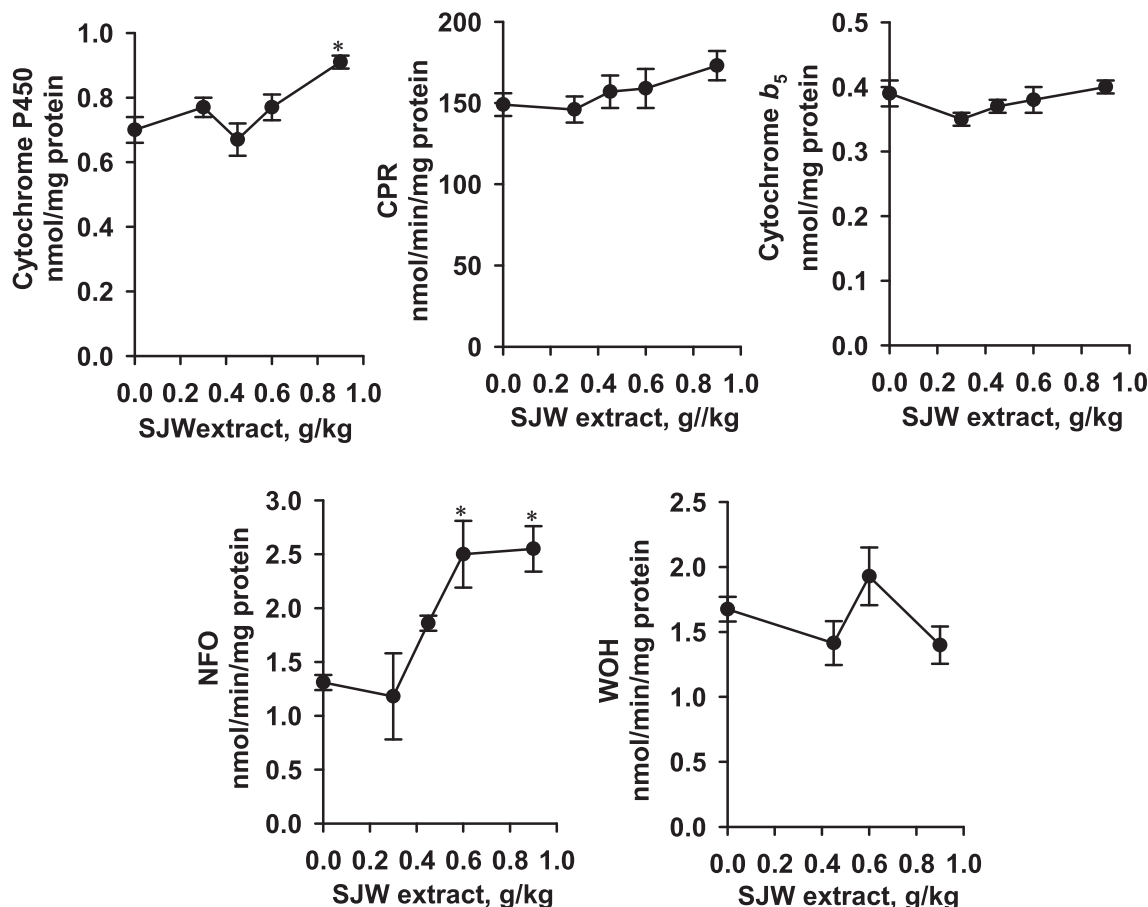 Cytochrome P450
nmol/mg protein
1.0
0.8
0.6
0.4
0.2
0.0
*
0.0 0.2 0.4 0.6 0.8 1.0
SJWextract, g/kg
CPR
nmol/min/mg protein
200
150
100
50
0
0.0 0.2 0.4 0.6 0.8 1.0
SJW extract, g//kg
Cytochrome b5
nmol/mg protein
0.5
0.4
0.3
0.2
0.1
0.0
0.0 0.2 0.4 0.6 0.8 1.0
SJW extract, g/kg
NFO
nmol/min/mg protein
3.0
2.5
2.0
1.5
1.0
0.5
0.0
* *
0.0 0.2 0.4 0.6 0.8 1.0
SJW extract, g/kg
WOH
nmol/min/mg protein
2.5
2.0
1.5
1.0
0.5
0.0
0.0 0.2 0.4 0.6 0.8 1.0
SJW extract, g/kg